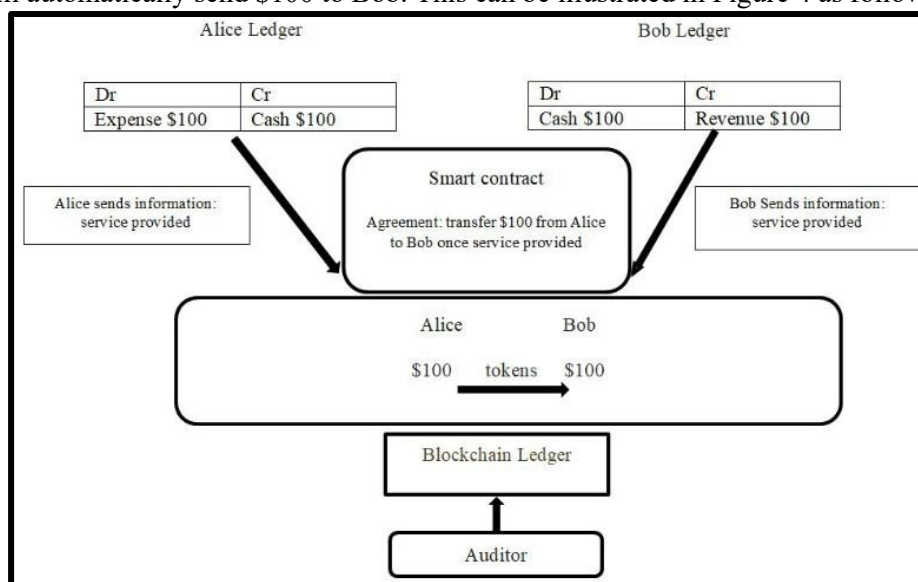 automatically send $100 to Bob. This can be illustrated in Figure 4 as
Alice Ledger
Bob Ledger
Dr Cr
Expense $100 Cash $100
Dr Cr
Cash $100 Revenue $100
Smart contract
Agreement: transfer $100 from Alice
to Bob once service provided
Alice sends information:
service provided
Bob Sends information:
service provided
Alice Bob
$100 tokens $100
Blockchain Ledger
Auditor